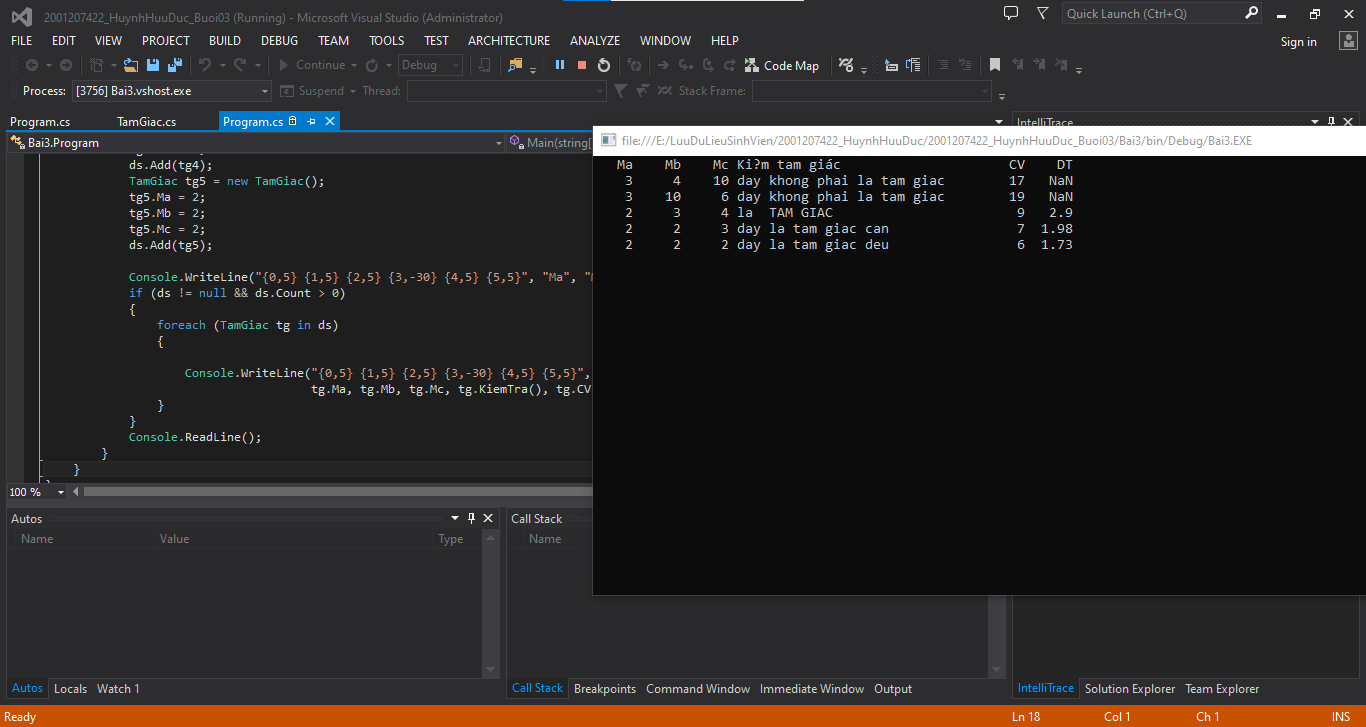 2001207422_HuynhHuuDuc_Buoi03 (Running) - Microsoft Visual Studio (Administrator)
Quick Launch (Ctrl+Q)
FILE EDIT VIEW PROJECT BUILD DEBUG TEAM TOOLS TEST ARCHITECTURE ANALYZE WINDOW HELP
Sign in
Continue Debug Code Map
Process: [3756] Bai3.vshost.exe Suspend Thread: Stack Frame:
Program.cs TamGiac.cs Program.cs
IntelliTrace
Bai3.Program Main(string[
ds.Add(tg4);
TamGiac tg5 = new TamGiac();
tg5.Ma = 2;
tg5.Mb = 2;
tg5.Mc = 2;
ds.Add(tg5);
Console.WriteLine("{0,5} {1,5} {2,5} {3,-30} {4,5} {5,5}", "Ma", "
if (ds != null && ds.Count > 0)
{
foreach (TamGiac tg in ds)
{
Console.WriteLine("{0,5} {1,5} {2,5} {3,-30} {4,5} {5,5}",
tg.Ma, tg.Mb, tg.Mc, tg.KiemTra(), tg.CV
}
}
Console.ReadLine();
}
}
100 %
file:///E:/LuuDuLieuSinhVien/2001207422_HuynhHuuDuc/2001207422_HuynhHuuDuc_Buoi03/Bai3/bin/Debug/Bai3.EXE
Ma Mb Mc Ki?m tam giác CV DT
3 4 10 day khong phai la tam giac 17 NaN
3 10 6 day khong phai la tam giac 19 NaN
2 3 4 la TAM GIAC 9 2.9
2 2 3 day la tam giac can 7 1.98
2 2 2 day la tam giac deu 6 1.73
Autos
Name Value Type
Call Stack
Name
Autos Locals Watch 1
Call Stack Breakpoints Command Window Immediate Window Output
IntelliTrace Solution Explorer Team Explorer
Ready Ln 18 Col 1 Ch 1 INS